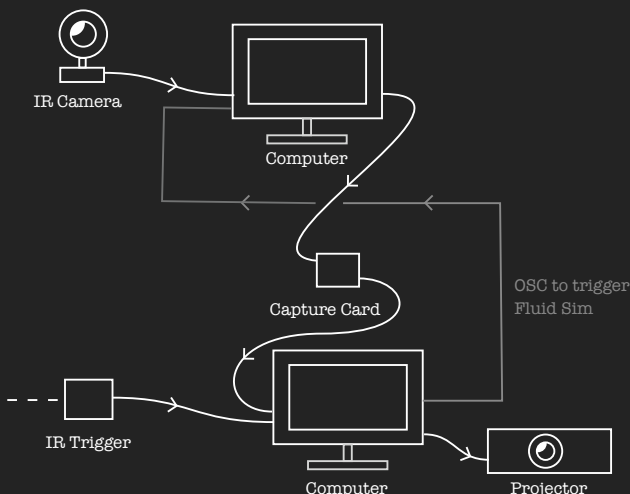 IR Camera
Computer
OSC to trigger
Fluid Sim
Capture Card
IR Trigger
Computer
Projector